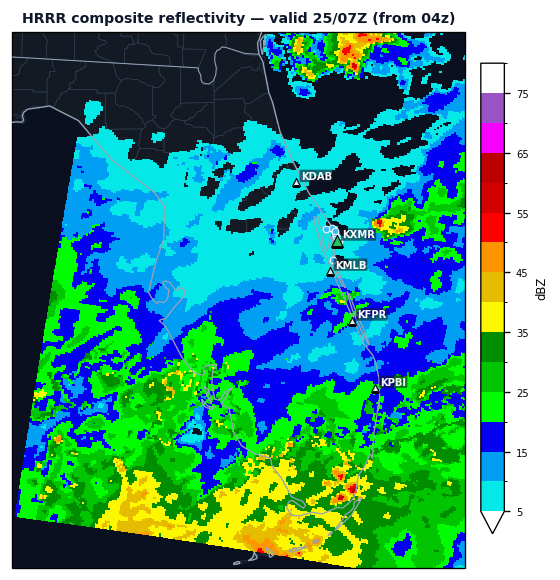 HRRR composite reflectivity — valid 25/07Z (from 04z)
KDAB
KXMR
KMLB
KFPR
KPBI
75
65
55
45
35
25
15
5
dBZ